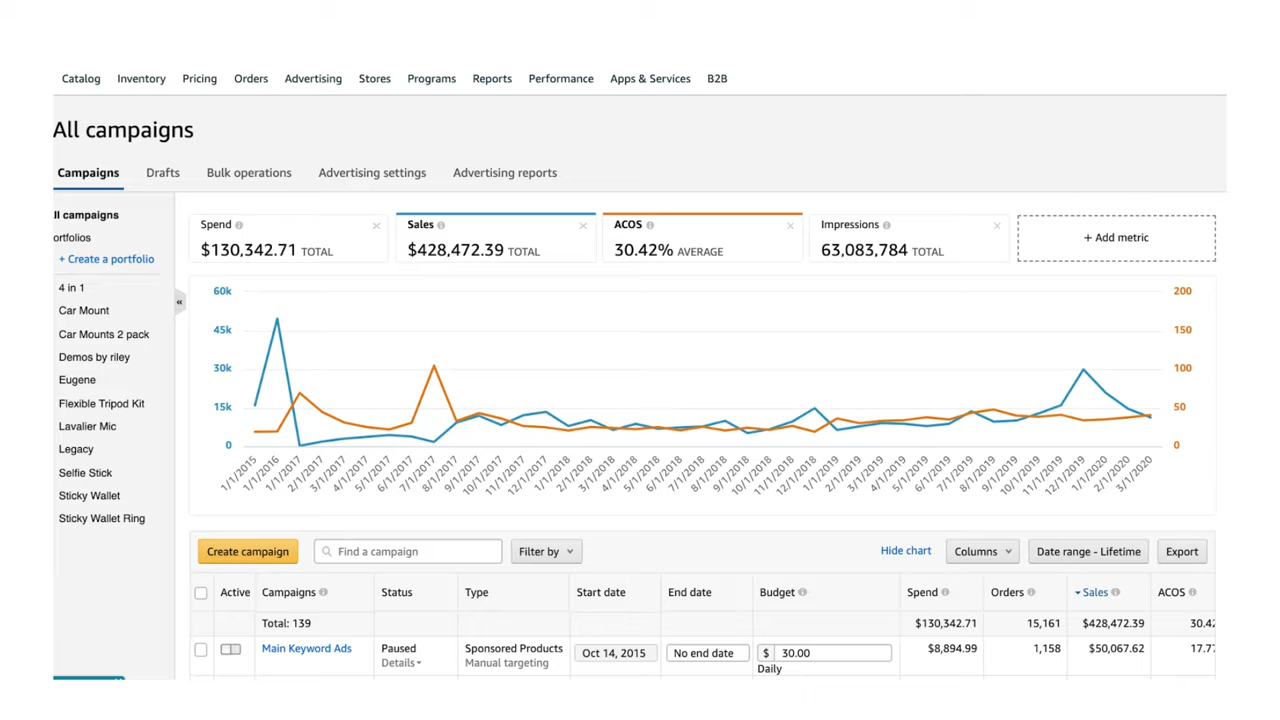 Catalog Inventory Pricing Orders Advertising Stores Programs Reports Performance Apps & Services B2B
All campaigns
Campaigns Drafts Bulk operations Advertising settings Advertising reports
ll campaigns
ortfolios
+ Create a portfolio
4 in 1
Car Mount
Car Mounts 2 pack
Demos by riley
Eugene
Flexible Tripod Kit
Lavalier Mic
Legacy
Selfie Stick
Sticky Wallet
Sticky Wallet Ring
«
Spend
$130,342.71 TOTAL
Sales
$428,472.39 TOTAL
ACOS
30.42% AVERAGE
Impressions
63,083,784 TOTAL
+ Add metric
60k 200
45k 150
30k 100
15k 50
0 0
1/1/2015 1/1/2016 1/1/2017 2/1/2017 3/1/2017 4/1/2017 5/1/2017 6/1/2017 7/1/2017 8/1/2017 9/1/2017 10/1/2017 11/1/2017 12/1/2017 1/1/2018 2/1/2018 3/1/2018 4/1/2018 5/1/2018 6/1/2018 7/1/2018 8/1/2018 9/1/2018 10/1/2018 11/1/2018 12/1/2018 1/1/2019 2/1/2019 3/1/2019 4/1/2019 5/1/2019 6/1/2019 7/1/2019 8/1/2019 9/1/2019 10/1/2019 11/1/2019 12/1/2019 1/1/2020 2/1/2020 3/1/2020
Create campaign Find a campaign Filter by Hide chart Columns Date range - Lifetime Export
Active Campaigns Status Type Start date End date Budget Spend Orders Sales ACOS
Total: 139 $130,342.71 15,161 $428,472.39 30.42
Main Keyword Ads Paused Sponsored Products Oct 14, 2015 No end date $ 30.00 $8,894.99 1,158 $50,067.62 17.77
Details Manual targeting Daily